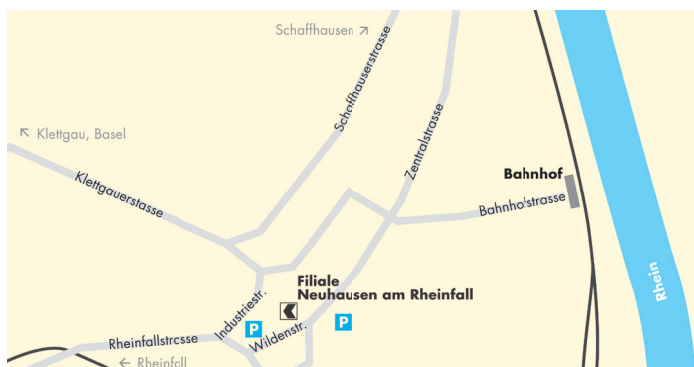 Schaffhausen
Schaffhauserstrasse
Klettgau, Basel
Zentralstrasse
Klettgauerstasse
Bahnhof
Bahnhofstrasse
Rhein
Filiale
Neuhausen am Rheinfall
Industriestr.
P
P
Wildenstr.
Rheinfallstrasse
Rheinfall